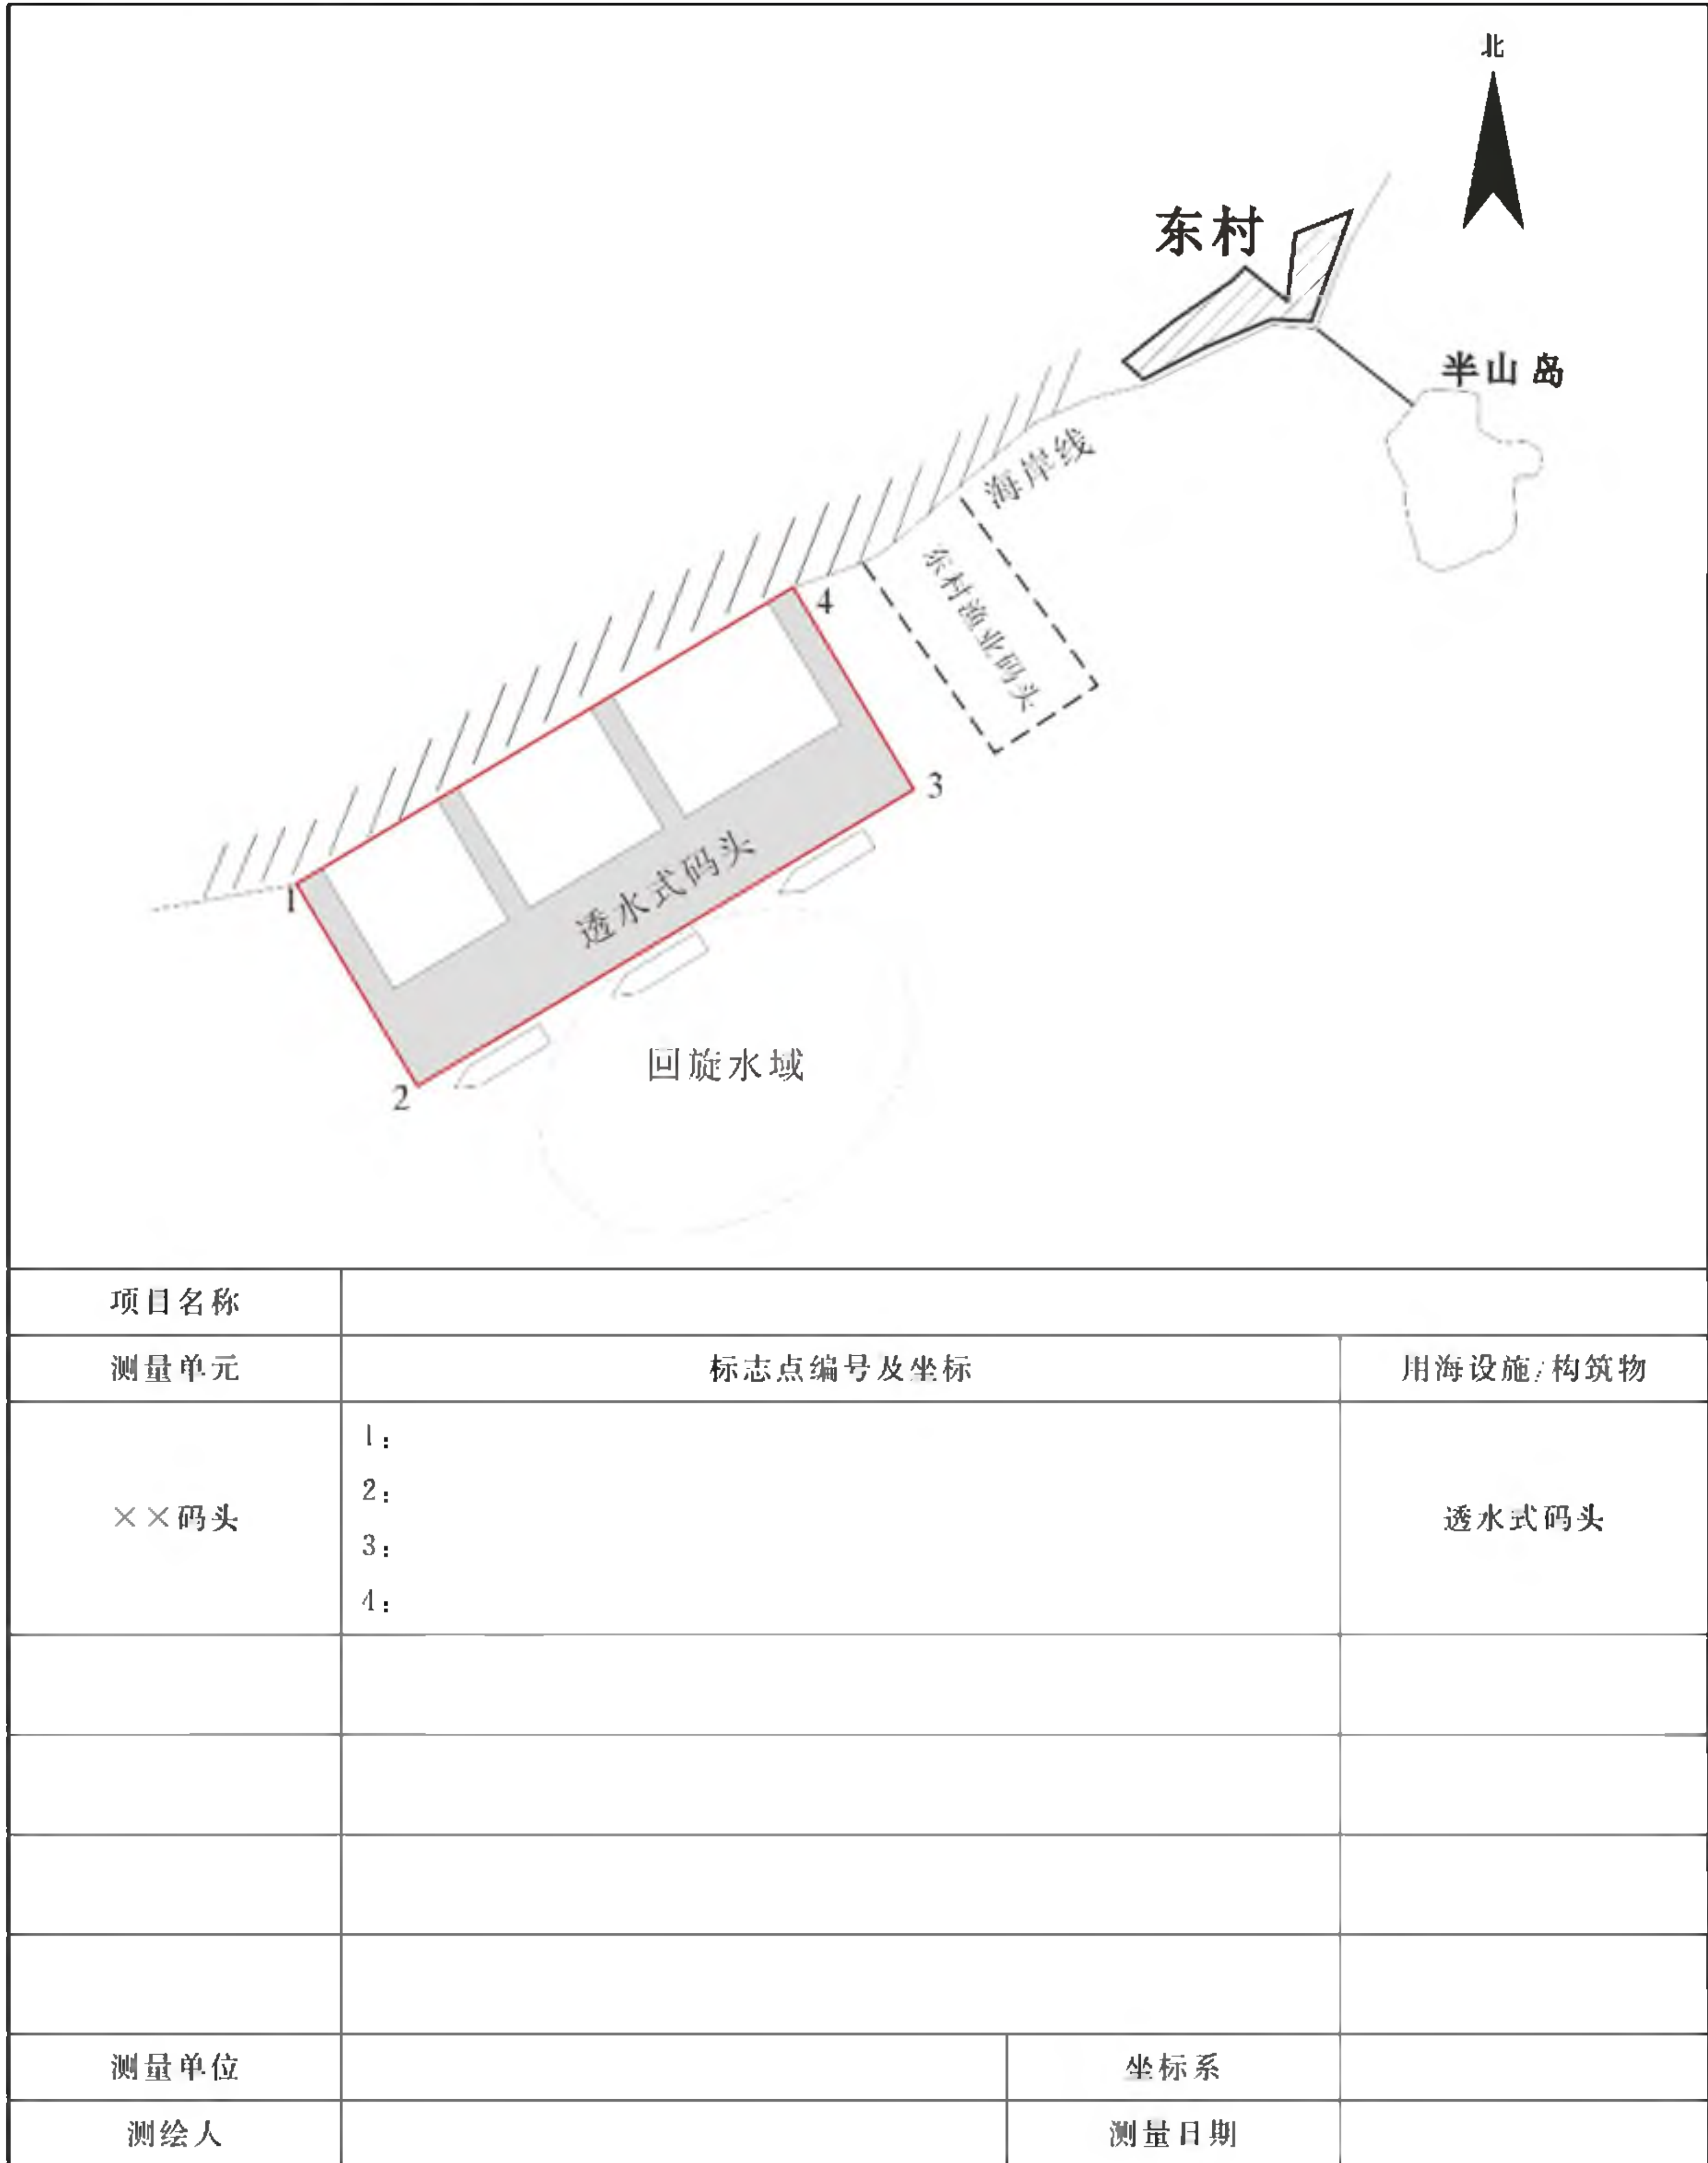 北
东村
半山岛
海岸线
东村渔业码头
4
3
透水式码头
1
回旋水域
2
项目名称
测量单元 标志点编号及坐标 用海设施/构筑物
××码头
1:
2:
3:
4:
透水式码头
测量单位 坐标系
测绘人 测量日期